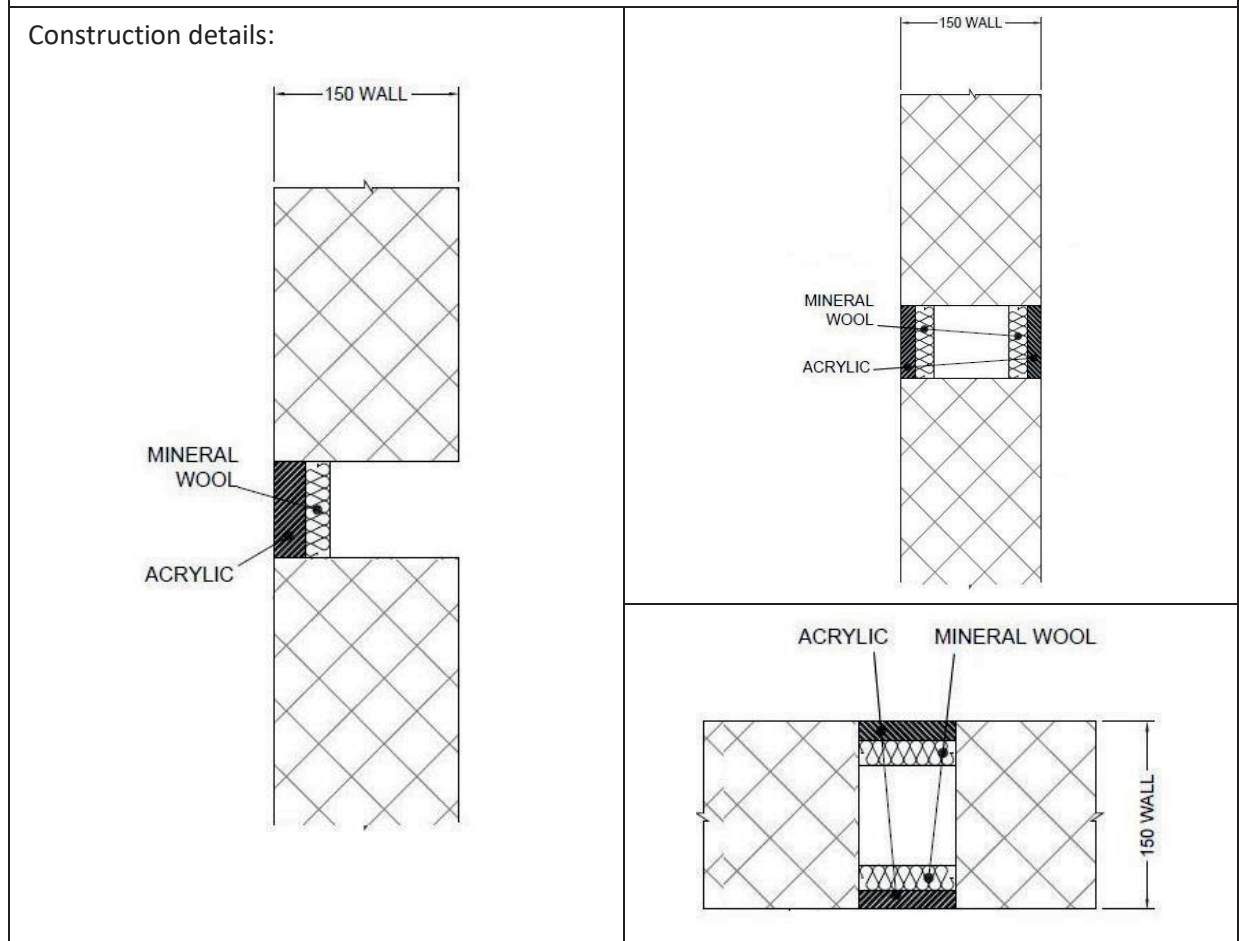 Construction details:
150 WALL
MINERAL
WOOL
ACRYLIC
150 WALL
MINERAL
WOOL
ACRYLIC
ACRYLIC MINERAL WOOL
150 WALL